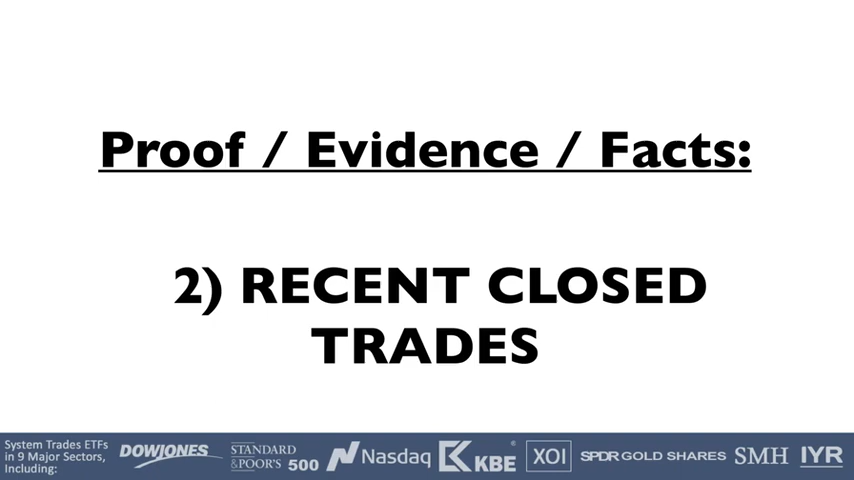 Proof / Evidence / Facts:
2) RECENT CLOSED
TRADES
System Trades ETFs
in 9 Major Sectors,
Including:
DOWJONES
STANDARD
&POOR'S 500
Nasdaq
KBE
XOI
SPDR GOLD SHARES
SMH
IYR